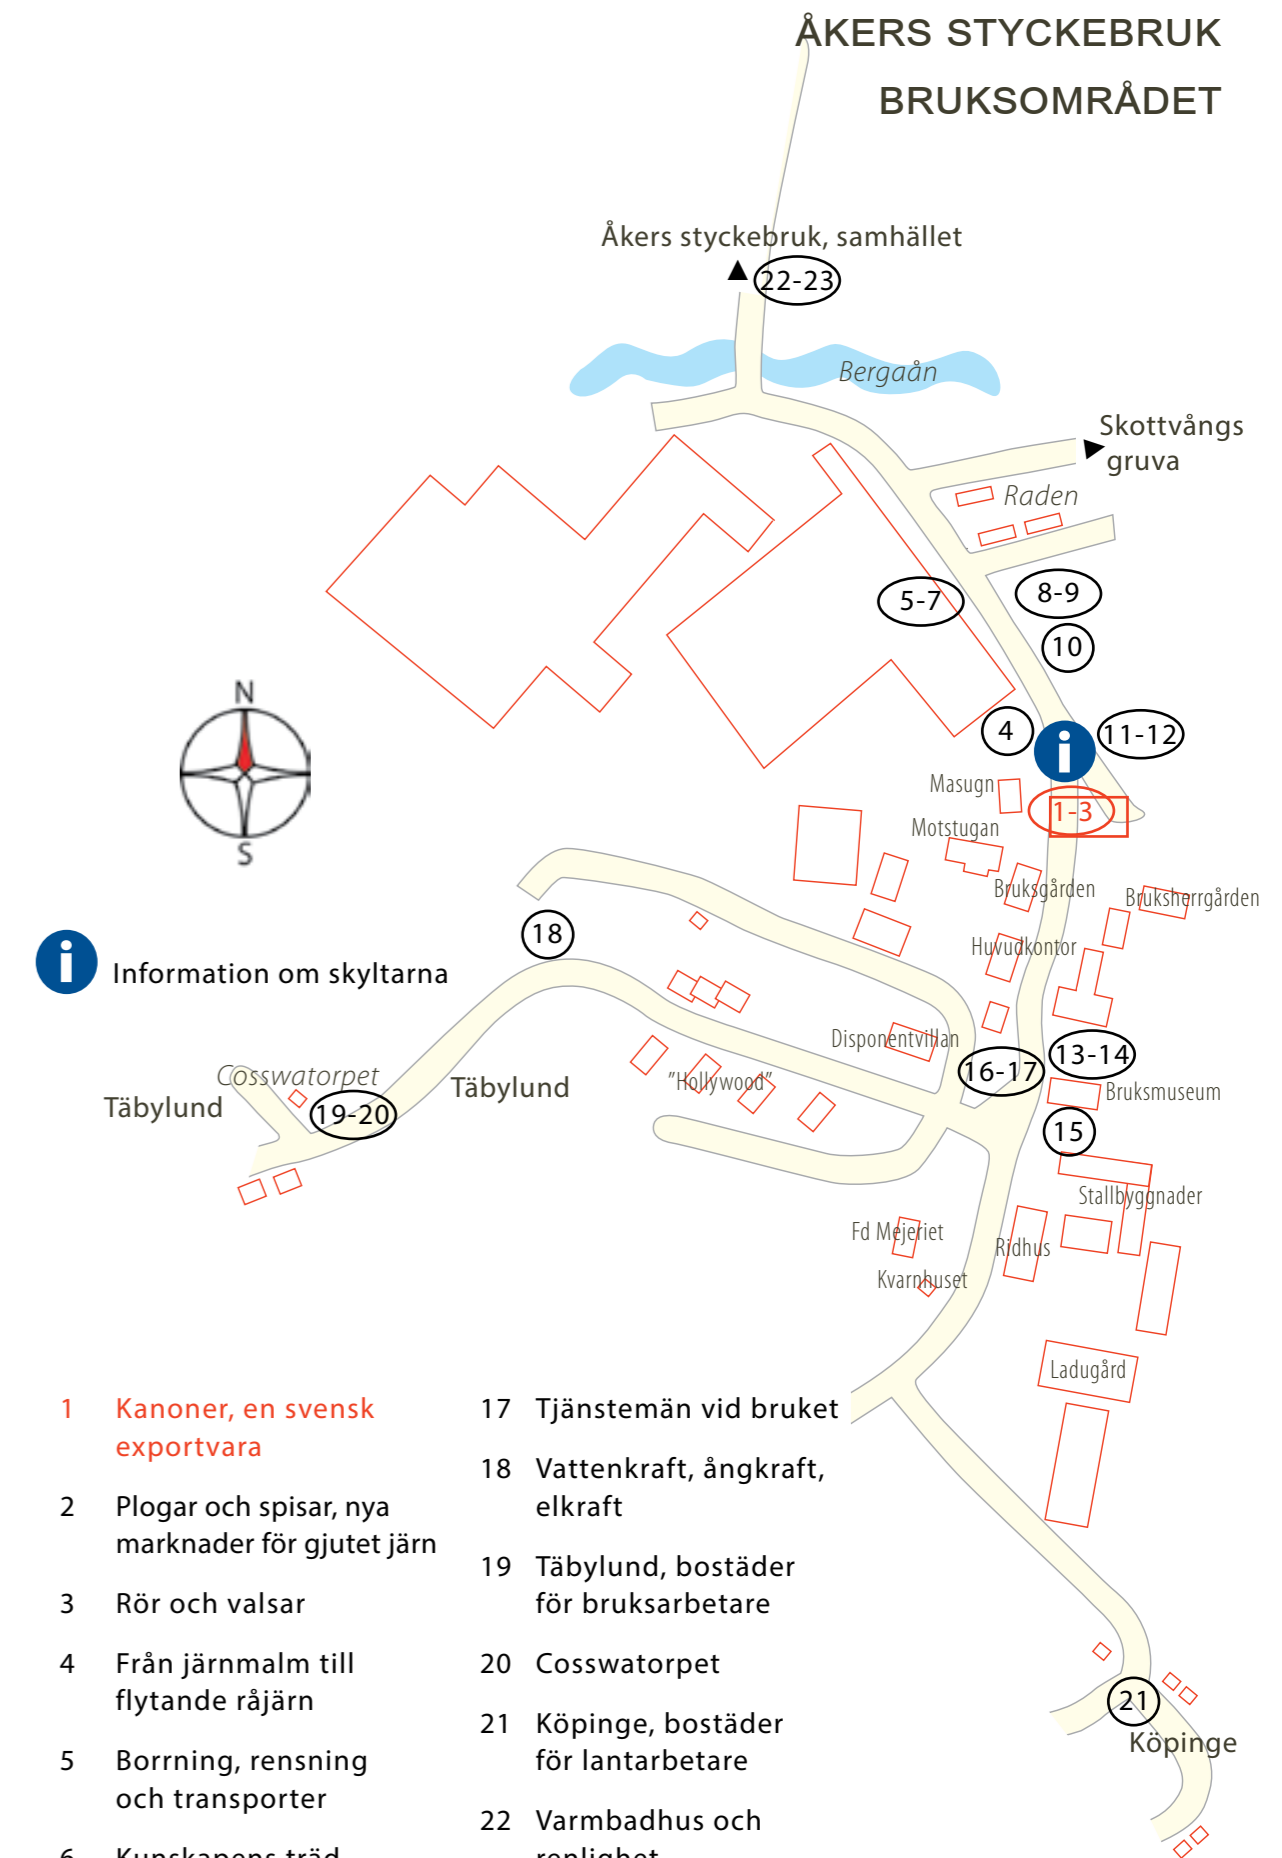 ÅKERS STYCKEBRUK
BRUKSOMRÅDET
Åkers styckebruk, samhället
22-23
Bergaån
Skottvångs
gruva
Raden
5-7
8-9
10
N
S
4
i
11-12
Masugn
1-3
Motstugan
Bruksgården
Bruksherrgården
18
Huvudkontor
i
Information om skyltarna
Disponentvillan
13-14
16-17
Cosswatorpet
Täbylund
"Hollywood"
Bruksmuseum
Täbylund
19-20
15
Stallbyggnader
Fd Mejeriet
Ridhus
Kvarnhuset
Ladugård
21
Köpinge
1 Kanoner, en svensk
exportvara
2 Plogar och spisar, nya
marknader för gjutet järn
3 Rör och valsar
4 Från järnmalm till
flytande råjärn
5 Borrning, rensning
och transporter
6 Kunskapens träd
17 Tjänstemän vid bruket
18 Vattenkraft, ångkraft,
elkraft
19 Täbylund, bostäder
för bruksarbetare
20 Cosswatorpet
21 Köpinge, bostäder
för lantarbetare
22 Varmbadhus och
renlighet